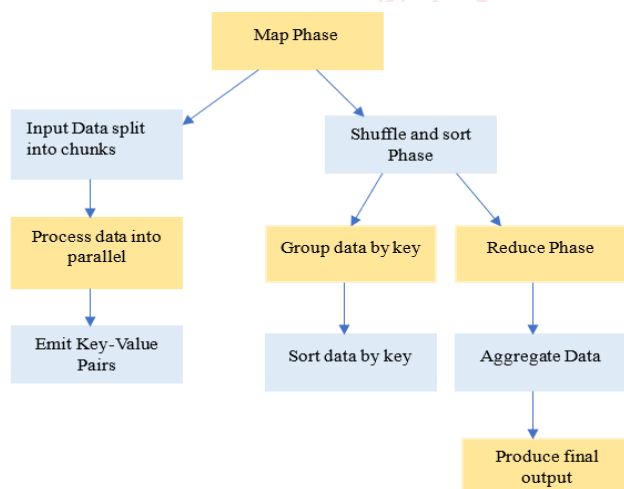 Map Phase
Input Data split
into chunks
Shuffle and sort
Phase
Process data into
parallel
Group data by key
Reduce Phase
Emit Key-Value
Pairs
Sort data by key
Aggregate Data
Produce final
output